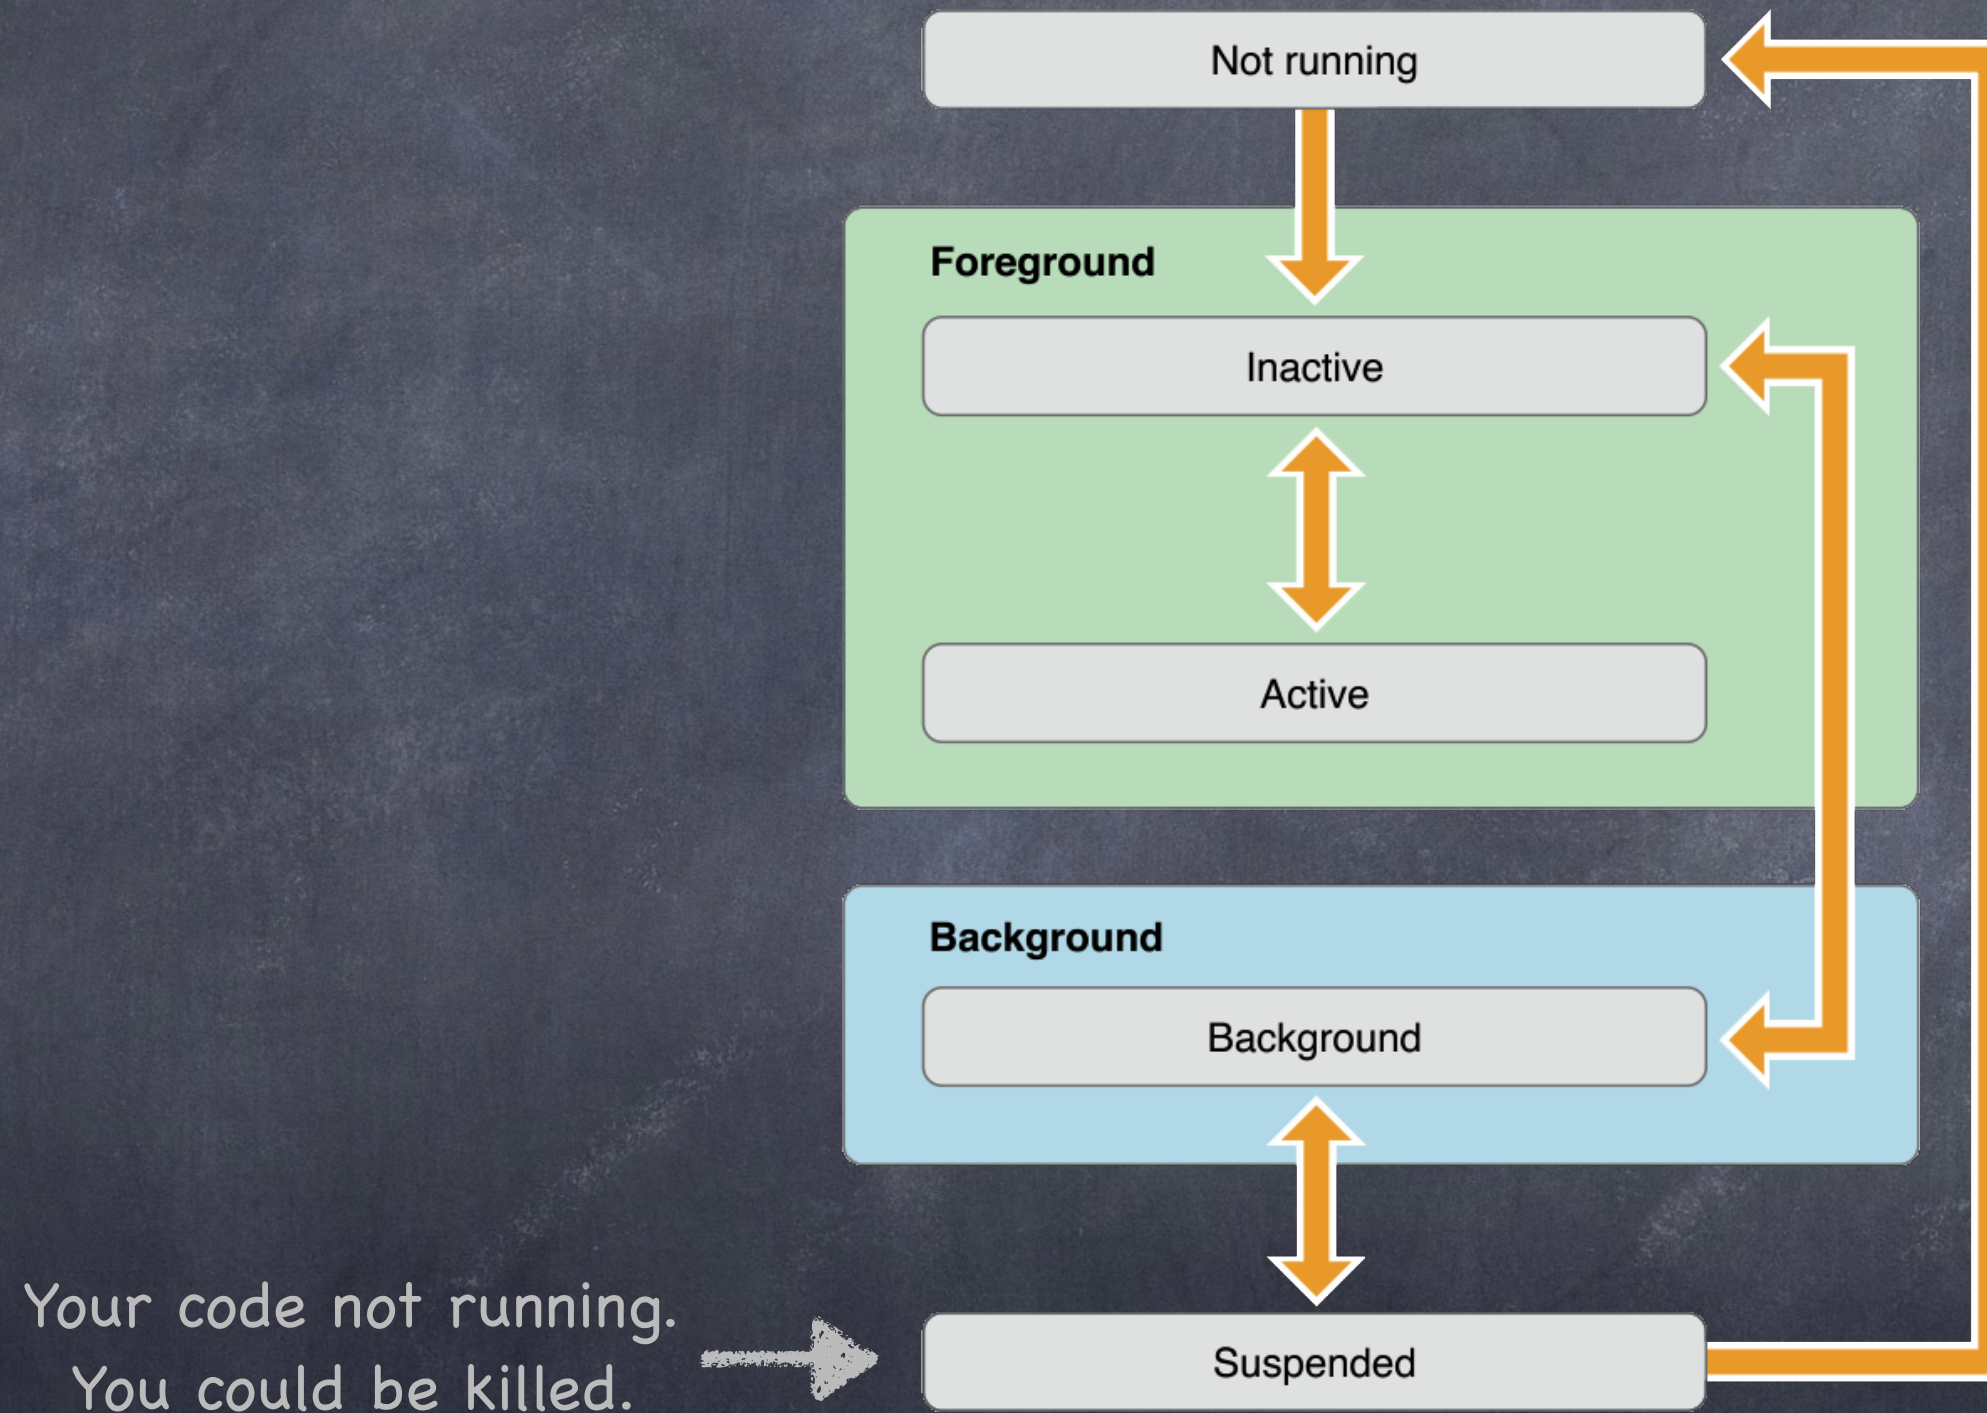 Not running
Foreground
Inactive
Active
Background
Background
Your code not running.
You could be killed.
Suspended